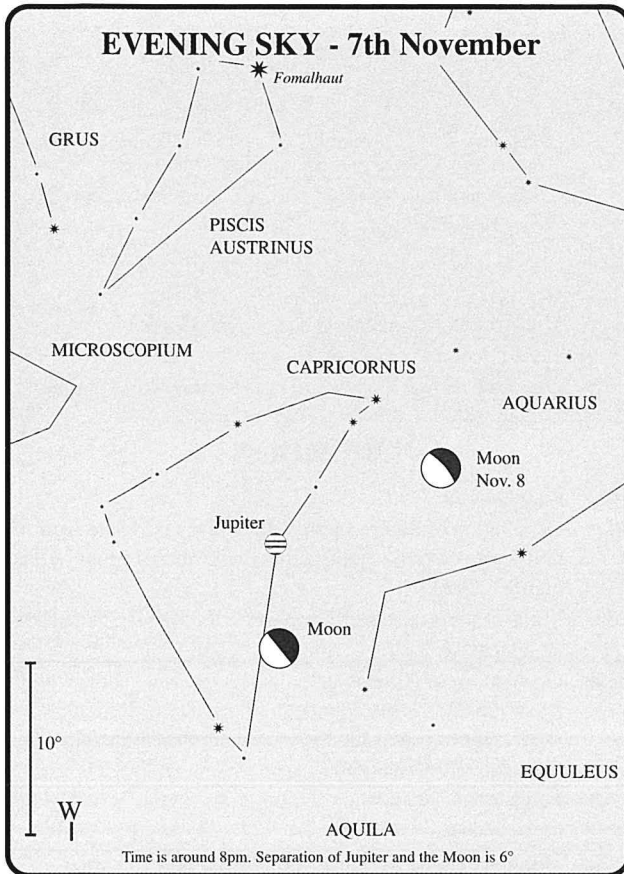 EVENING SKY - 7th November
Fomalhaut
GRUS
PISCIS
AUSTRINUS
MICROSCOPIUM
CAPRICORNUS
AQUARIUS
Moon
Nov. 8
Jupiter
Moon
10°
EQUULEUS
W
AQUILA
Time is around 8pm. Separation of Jupiter and the Moon is 6°